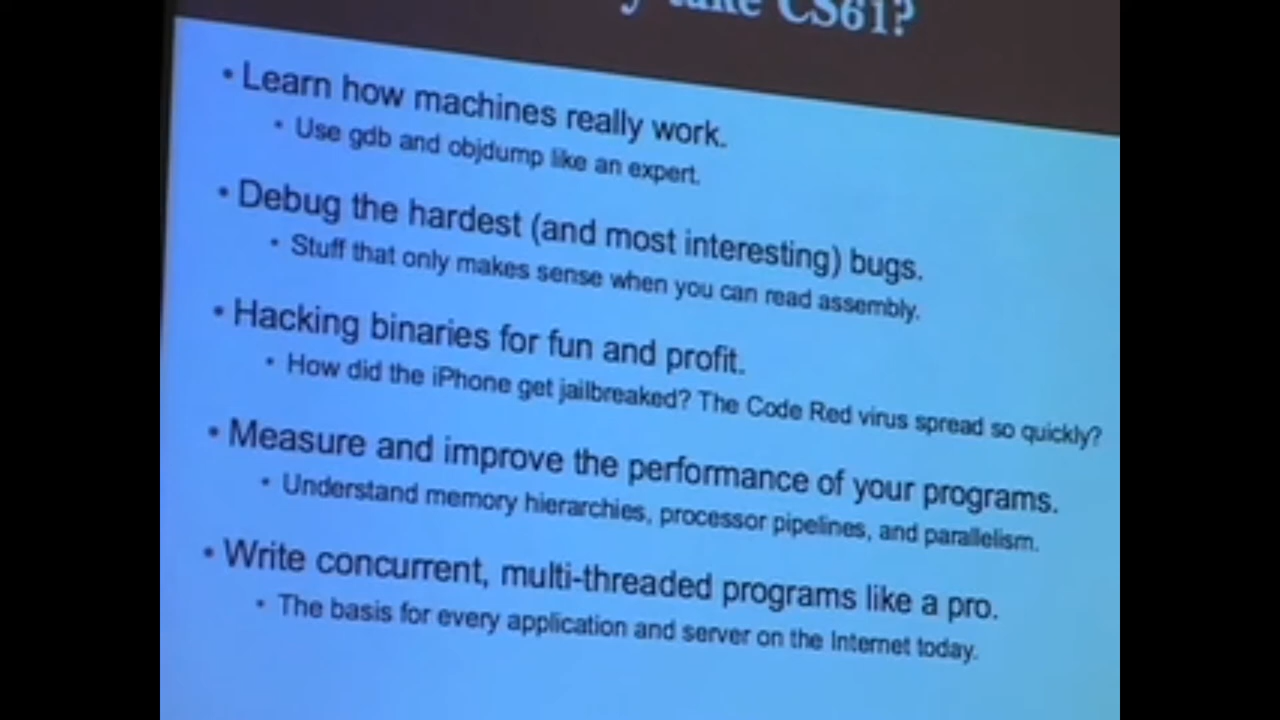 take CS61?
• Learn how machines really work.
• Use gdb and objdump like an expert.
• Debug the hardest (and most interesting) bugs.
• Stuff that only makes sense when you can read assembly.
• Hacking binaries for fun and profit.
• How did the iPhone get jailbreaked? The Code Red virus spread so quickly?
• Measure and improve the performance of your programs.
• Understand memory hierarchies, processor pipelines, and parallelism.
• Write concurrent, multi-threaded programs like a pro.
• The basis for every application and server on the Internet today.